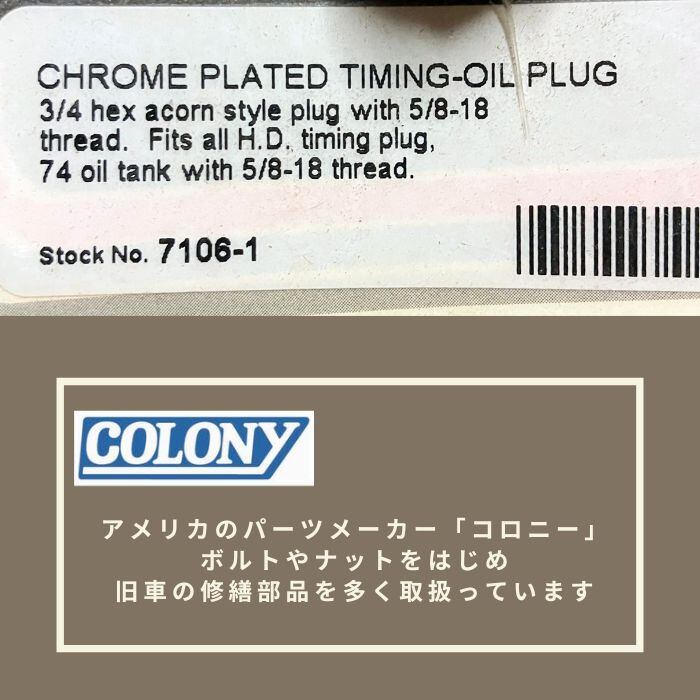 CHROME PLATED TIMING-OIL PLUG
3/4 hex acorn style plug with 5/8-18
thread. Fits all H.D. timing plug,
74 oil tank with 5/8-18 thread.
Stock No. 7106-1
COLONY
アメリカのパーツメーカー「コロニー」
ボルトやナットをはじめ
旧車の修繕部品を多く取扱っています